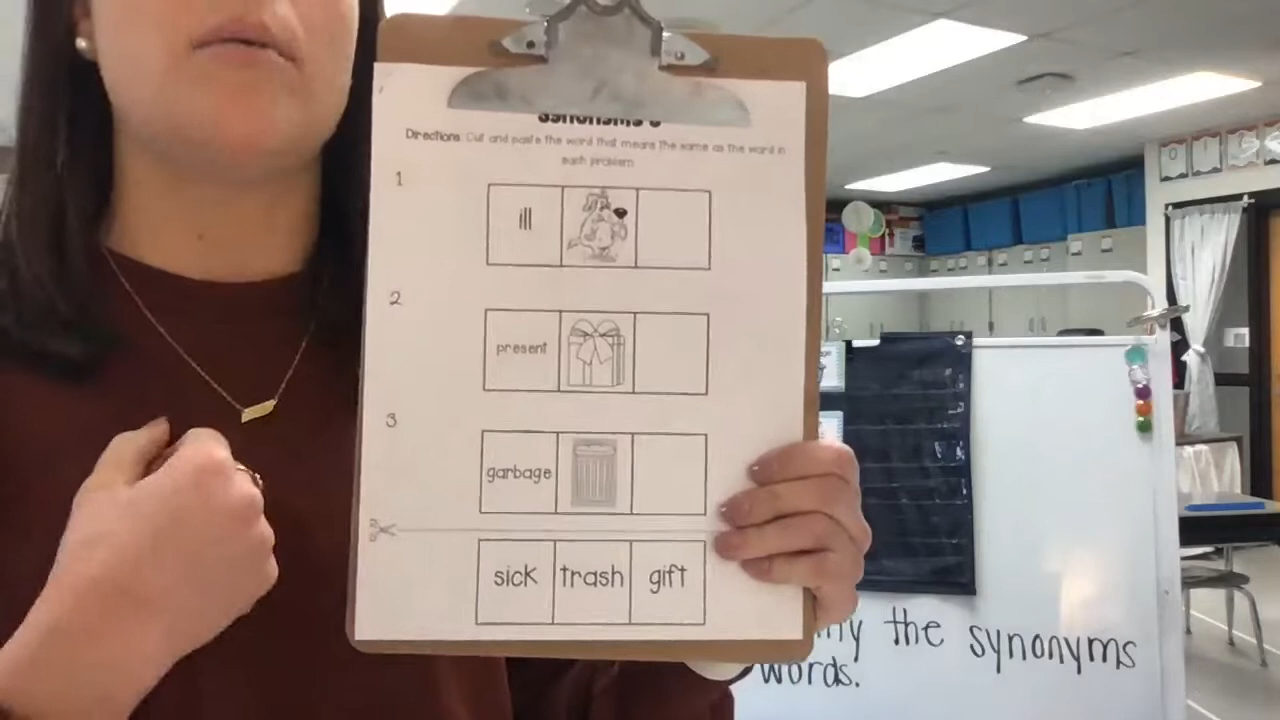 Directions: Cut and paste the word that means the same as the word in
each problem
1
ill
2
present
3
garbage
sick trash gift
the synonyms
words.